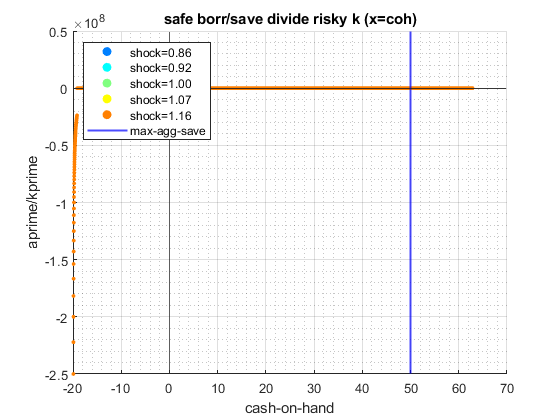 safe borr/save divide risky k (x=coh)
×10^8
0.5
0
-0.5
-1
-1.5
-2
-2.5
aprime/kprime
shock=0.86
shock=0.92
shock=1.00
shock=1.07
shock=1.16
max-agg-save
-20 -10 0 10 20 30 40 50 60 70
cash-on-hand